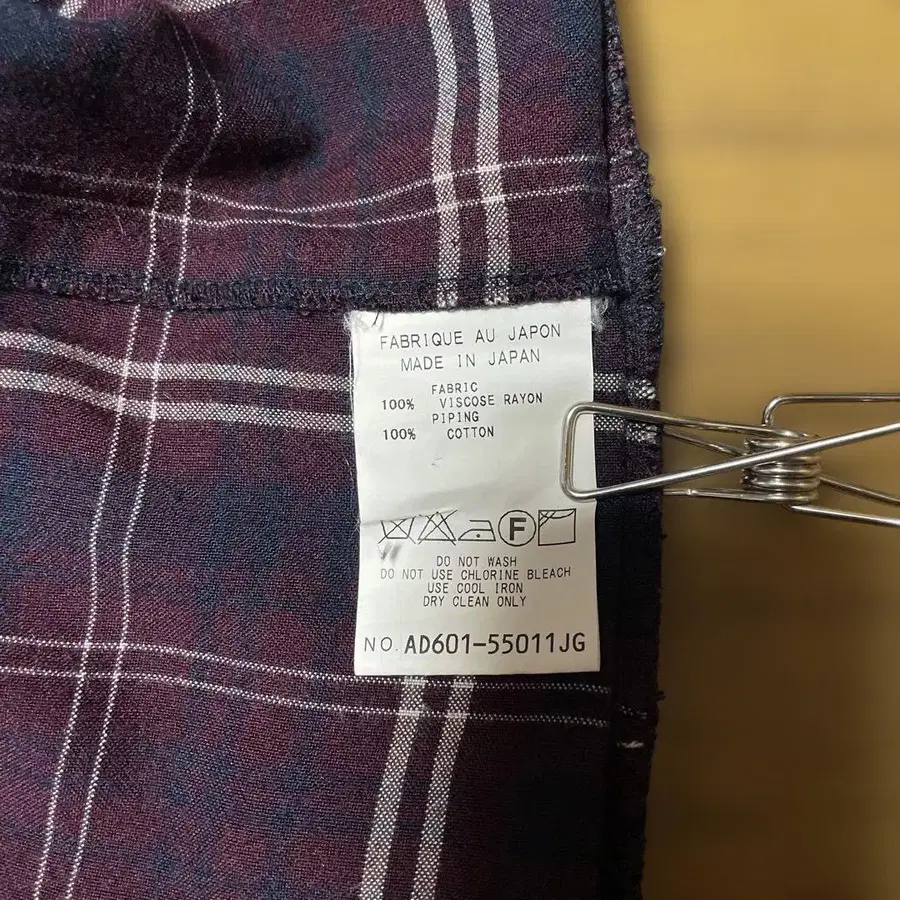 FABRIQUE AU JAPON
MADE IN JAPAN
FABRIC
100% VISCOSE RAYON
PIPING
100% COTTON
F
DO NOT WASH
DO NOT USE CHLORINE BLEACH
USE COOL IRON
DRY CLEAN ONLY
NO. AD601-55011JG